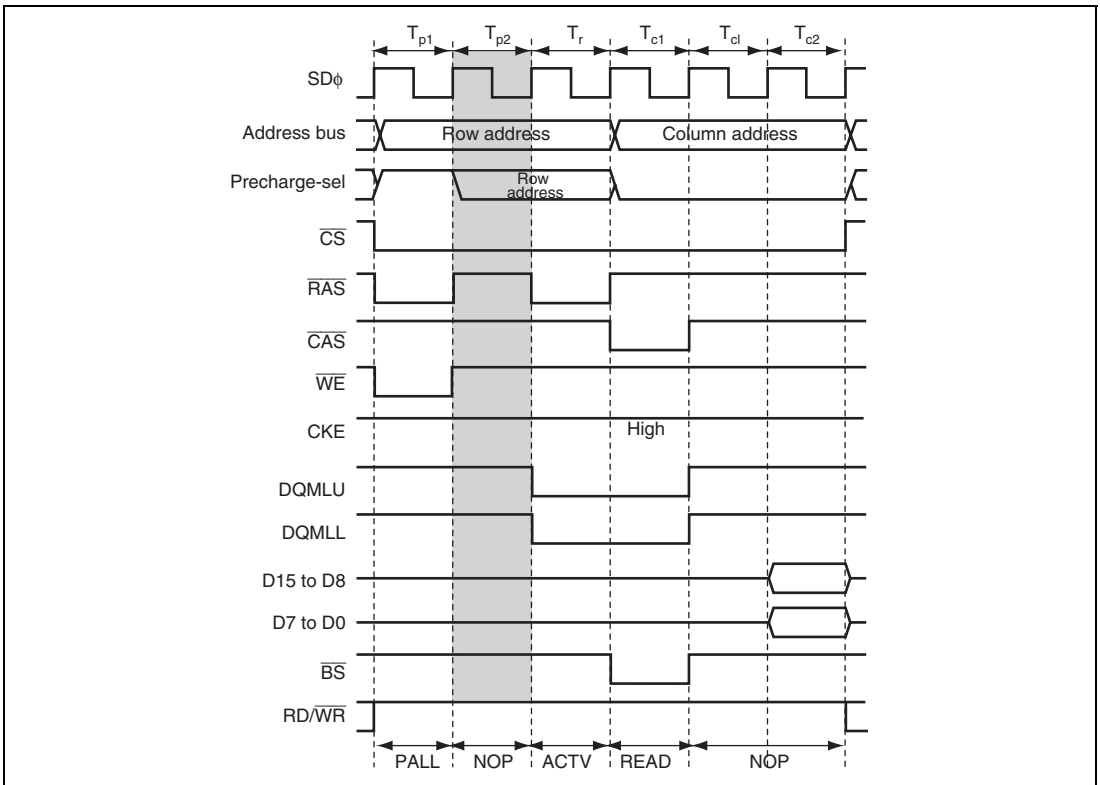 Tp1 Tp2 Tr Tc1 Tcl Tc2
SDϕ
Address bus Row address Column address
Precharge-sel Row address
CS
RAS
CAS
WE
CKE High
DQMLU
DQMLL
D15 to D8
D7 to D0
BS
RD/WR
PALL NOP ACTV READ NOP